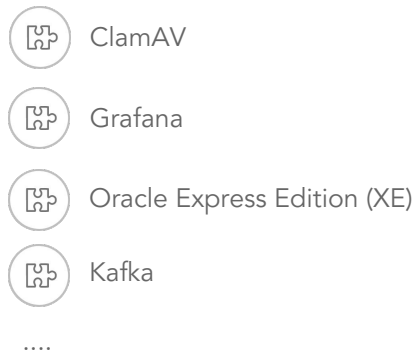 ClamAV
Grafana
Oracle Express Edition (XE)
Kafka
....